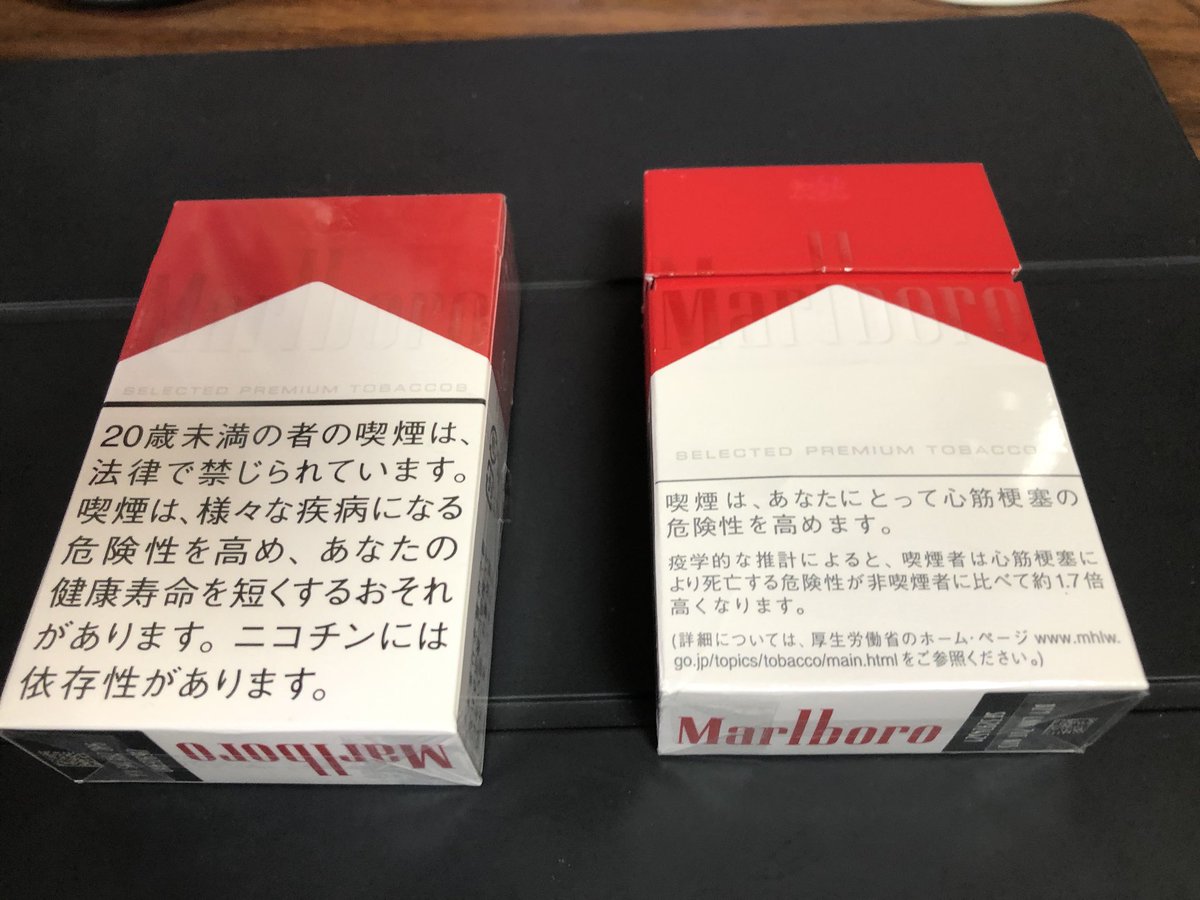 Marlboro
SELECTED PREMIUM TOBACCOS
20歳未満の者の喫煙は、
法律で禁じられています。
喫煙は、様々な疾病になる
危険性を高め、あなたの
健康寿命を短くするおそれ
があります。ニコチンには
依存性があります。
Marlboro
Marlboro
SELECTED PREMIUM TOBACCOS
喫煙は、あなたにとって心筋梗塞の
危険性を高めます。
疫学的な推計によると、喫煙者は心筋梗塞に
より死亡する危険性が非喫煙者に比べて約1.7倍
高くなります。
(詳細については、厚生労働省のホーム・ページ www.mhlw.
go.jp/topics/tobacco/main.htmlをご参照ください。)
Marlboro